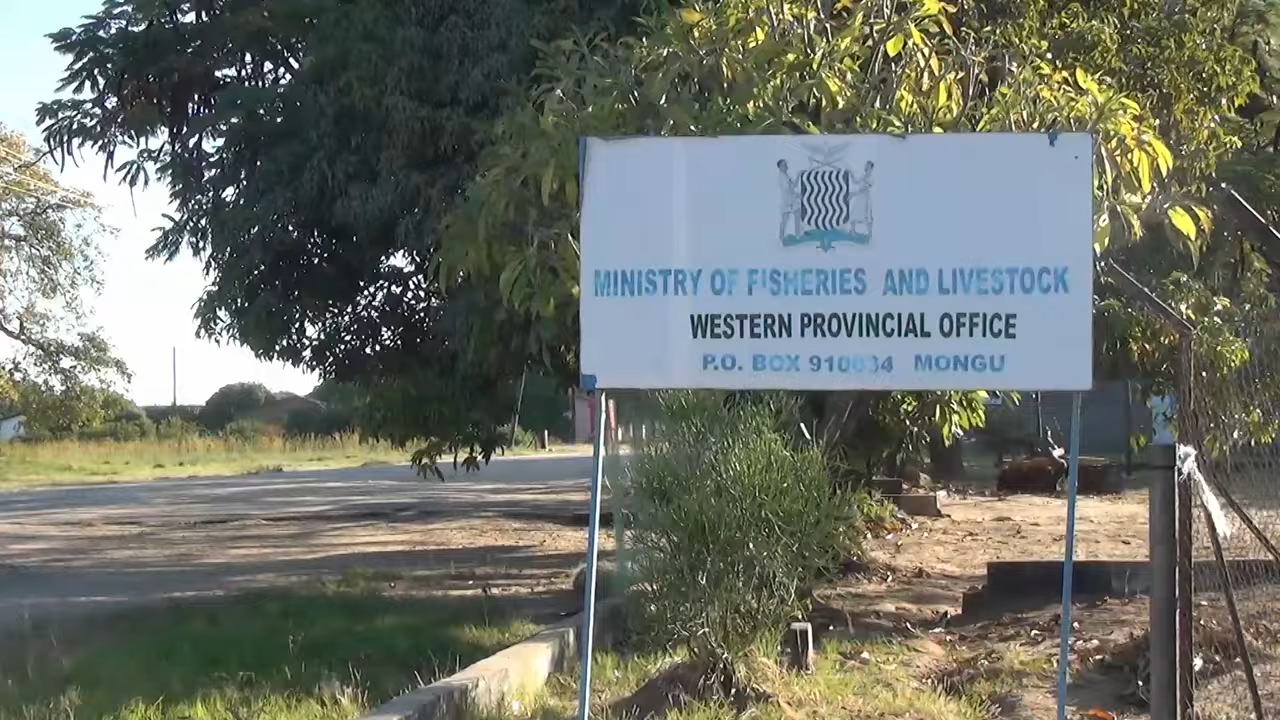 MINISTRY OF FISHERIES AND LIVESTOCK
WESTERN PROVINCIAL OFFICE
P.O. BOX 910034 MONGU